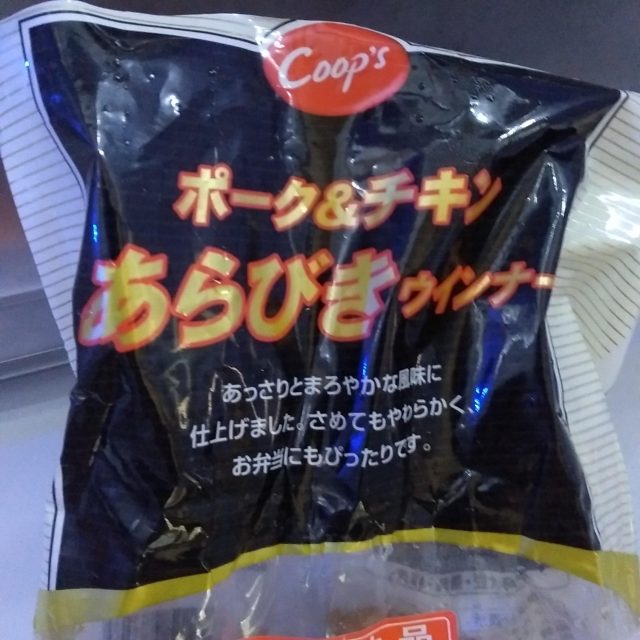 Coop's
ポーク&チキン
あらびきウインナー
あっさりとまろやかな風味に
仕上げました。さめてもやわらかく
お弁当にもぴったりです。